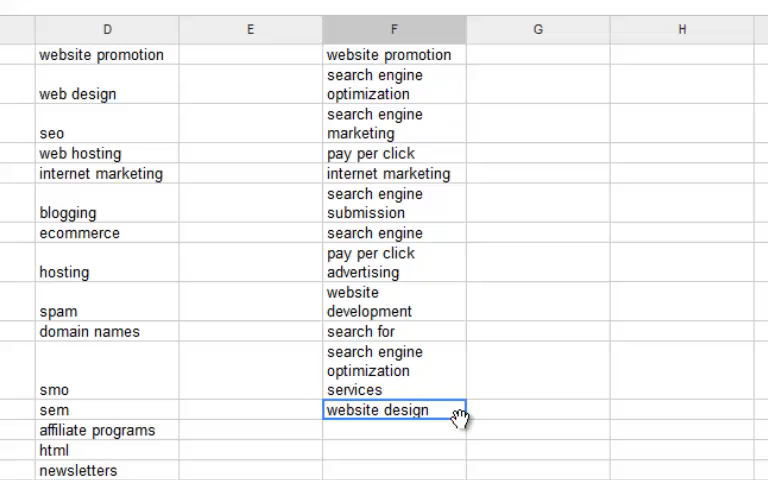 D E F G H
website promotion website promotion
search engine
web design optimization
search engine
seo marketing
web hosting pay per click
internet marketing internet marketing
search engine
blogging submission
ecommerce search engine
pay per click
hosting advertising
website
spam development
domain names search for
search engine
optimization
smo services
sem website design
affiliate programs
html
newsletters